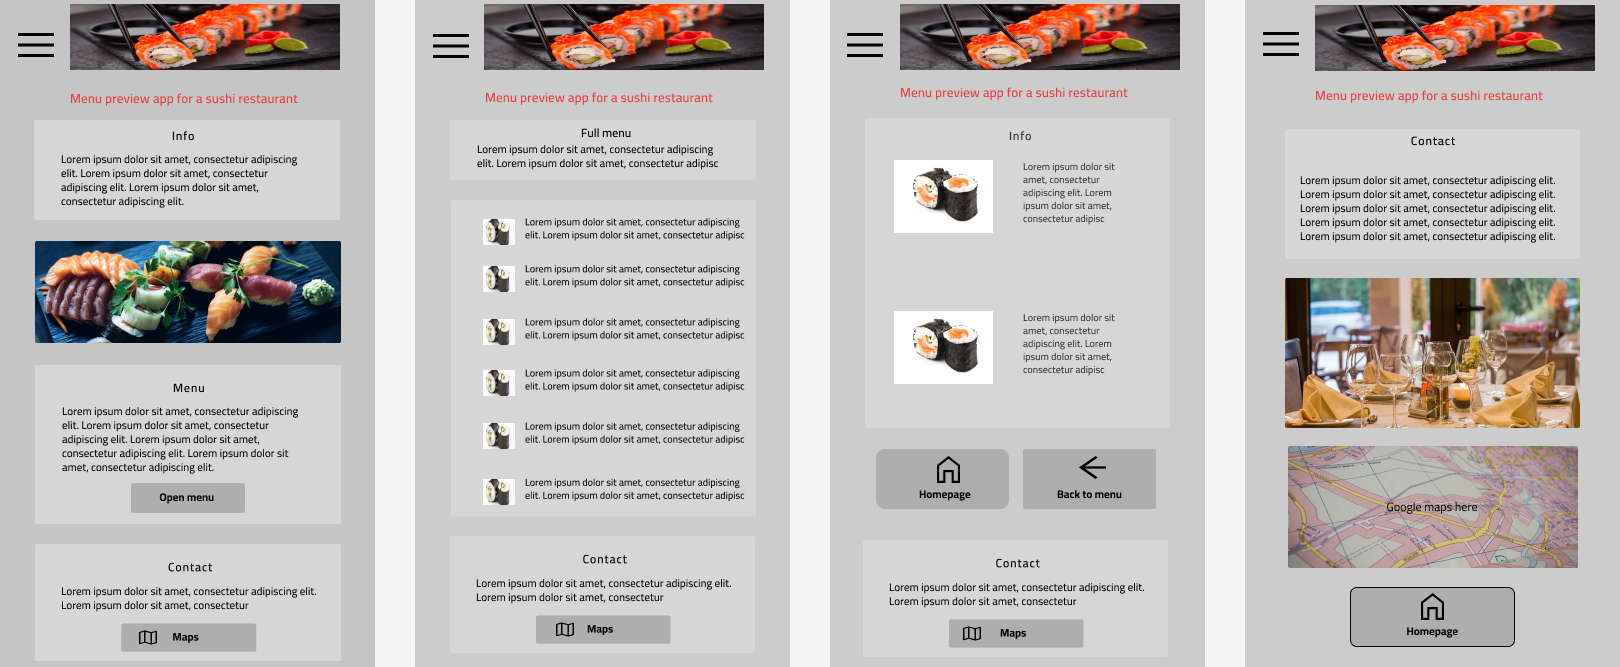 Menu preview app for a sushi restaurant
Info
Lorem ipsum dolor sit amet, consectetur adipiscing
elit. Lorem ipsum dolor sit amet, consectetur
adipiscing elit. Lorem ipsum dolor sit amet,
consectetur adipiscing elit.
Menu
Lorem ipsum dolor sit amet, consectetur adipiscing
elit. Lorem ipsum dolor sit amet, consectetur
adipiscing elit. Lorem ipsum dolor sit amet,
consectetur adipiscing elit. Lorem ipsum dolor sit
amet, consectetur adipiscing elit.
Open menu
Contact
Lorem ipsum dolor sit amet, consectetur adipiscing elit.
Lorem ipsum dolor sit amet, consectetur
Maps
Menu preview app for a sushi restaurant
Full menu
Lorem ipsum dolor sit amet, consectetur adipiscing
elit. Lorem ipsum dolor sit amet, consectetur adipisc
Lorem ipsum dolor sit amet, consectetur adipiscing
elit. Lorem ipsum dolor sit amet, consectetur adipisc
Lorem ipsum dolor sit amet, consectetur adipiscing
elit. Lorem ipsum dolor sit amet, consectetur adipisc
Lorem ipsum dolor sit amet, consectetur adipiscing
elit. Lorem ipsum dolor sit amet, consectetur adipisc
Lorem ipsum dolor sit amet, consectetur adipiscing
elit. Lorem ipsum dolor sit amet, consectetur adipisc
Lorem ipsum dolor sit amet, consectetur adipiscing
elit. Lorem ipsum dolor sit amet, consectetur adipisc
Lorem ipsum dolor sit amet, consectetur adipiscing
elit. Lorem ipsum dolor sit amet, consectetur adipisc
Contact
Lorem ipsum dolor sit amet, consectetur adipiscing elit.
Lorem ipsum dolor sit amet, consectetur
Maps
Menu preview app for a sushi restaurant
Info
Lorem ipsum dolor sit
amet, consectetur
adipiscing elit. Lorem
ipsum dolor sit amet,
consectetur adipisc
Lorem ipsum dolor sit
amet, consectetur
adipiscing elit. Lorem
ipsum dolor sit amet,
consectetur adipisc
Homepage
Back to menu
Contact
Lorem ipsum dolor sit amet, consectetur adipiscing elit.
Lorem ipsum dolor sit amet, consectetur
Maps
Menu preview app for a sushi restaurant
Contact
Lorem ipsum dolor sit amet, consectetur adipiscing elit.
Lorem ipsum dolor sit amet, consectetur adipiscing elit.
Lorem ipsum dolor sit amet, consectetur adipiscing elit.
Lorem ipsum dolor sit amet, consectetur adipiscing elit.
Lorem ipsum dolor sit amet, consectetur adipiscing elit.
Google maps here
Homepage